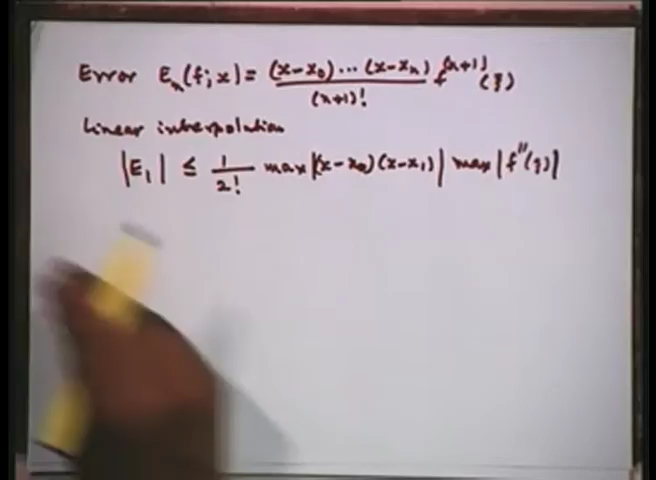 Error E_n(f; x) = (x-x_0)···(x-x_n) / (n+1)! f^(n+1) (ξ)
Linear interpolation
|E_1| ≤ 1/2! max|(x-x_0)(x-x_1)| max|f''(ξ)|